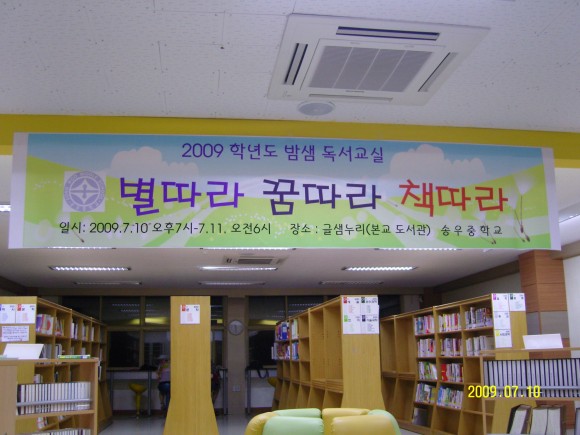 2009 학년도 밤샘 독서교실
별따라 꿈따라 책따라
일시: 2009.7.10 오후7시-7.11. 오전6시 장소 : 글샘누리(본교 도서관) 송우중학교
2009.07.10